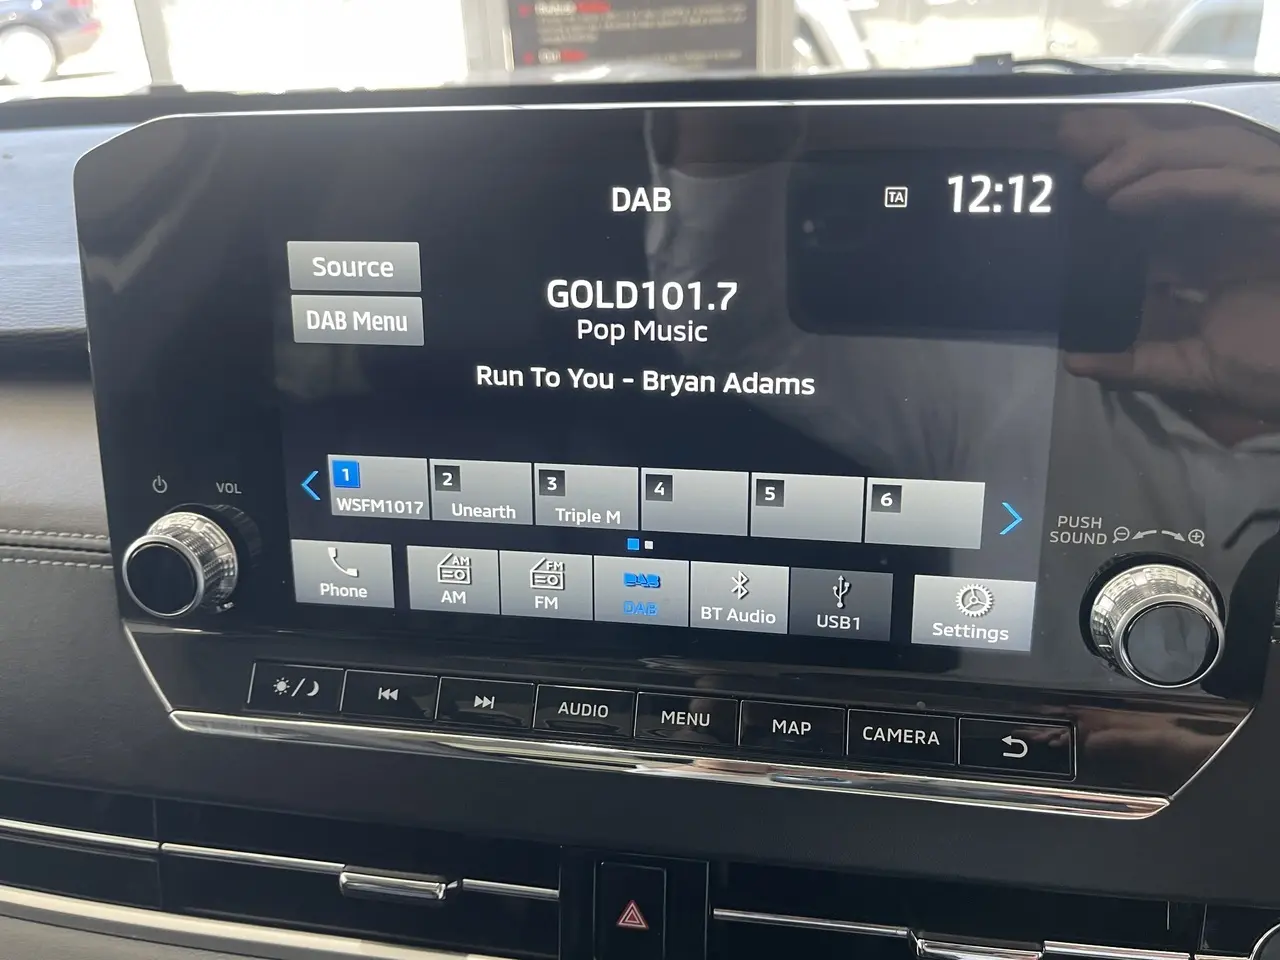 DAB
TA
12:12
Source
DAB Menu
GOLD101.7
Pop Music
Run To You - Bryan Adams
1
WSFM1017
2
Unearth
3
Triple M
4
5
6
VOL
PUSH
SOUND
Phone
AM
AM
FM
FM
DAB
DAB
BT Audio
USB1
Settings
AUDIO
MENU
MAP
CAMERA